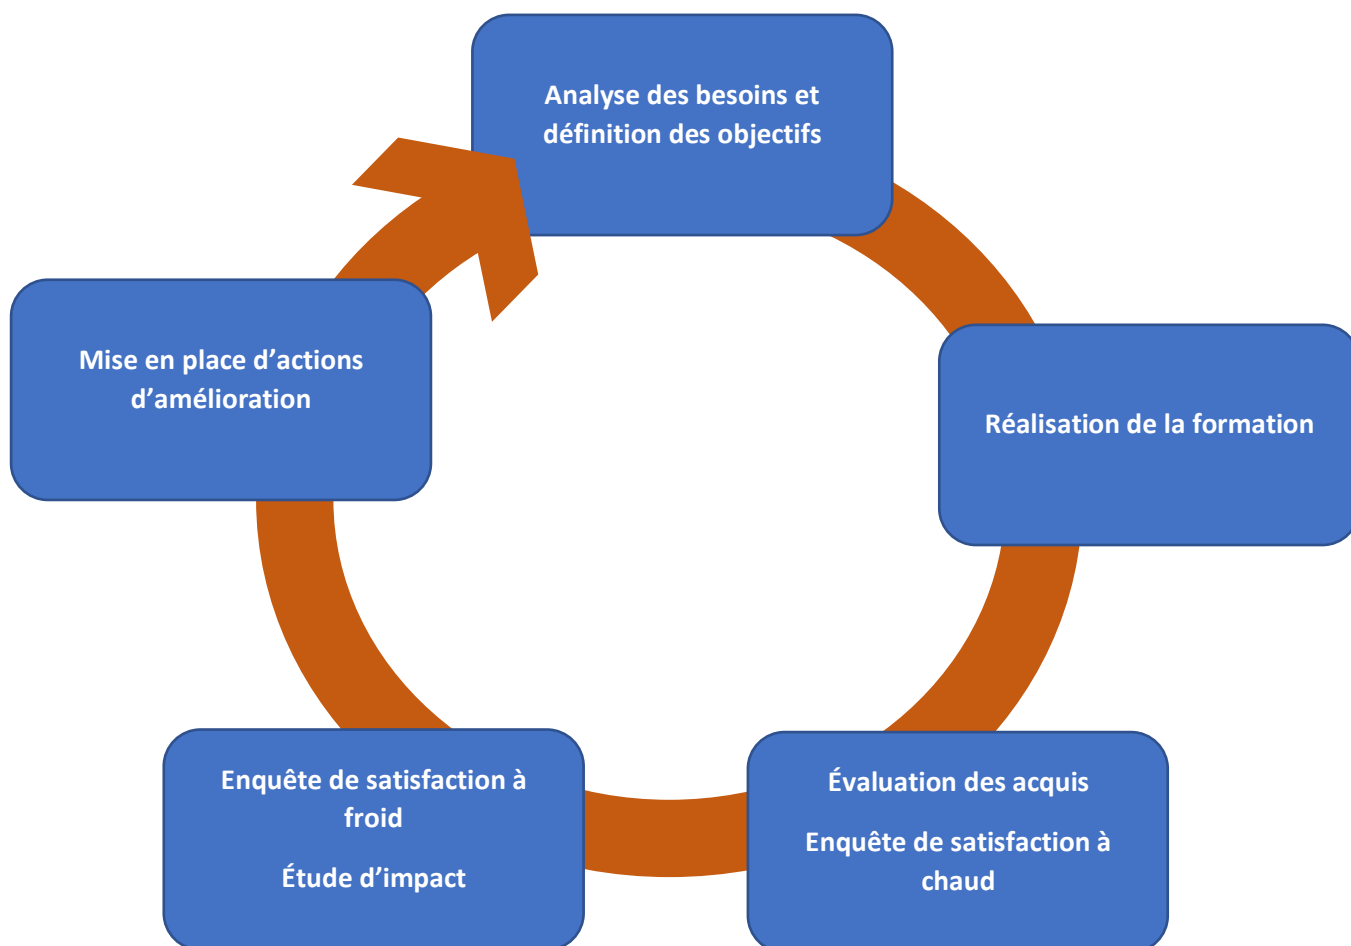 Analyse des besoins et
définition des objectifs
Réalisation de la formation
Évaluation des acquis
Enquête de satisfaction à
chaud
Enquête de satisfaction à
froid
Étude d’impact
Mise en place d’actions
d’amélioration